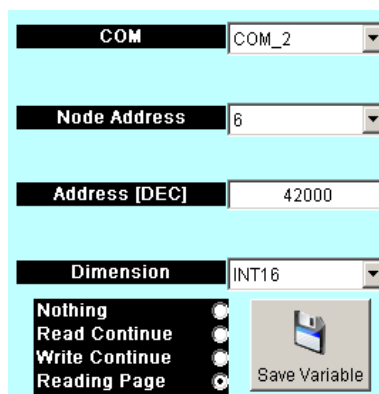 COM COM_2
Node Address 6
Address [DEC] 42000
Dimension INT16
Nothing
Read Continue
Write Continue
Reading Page
Save Variable